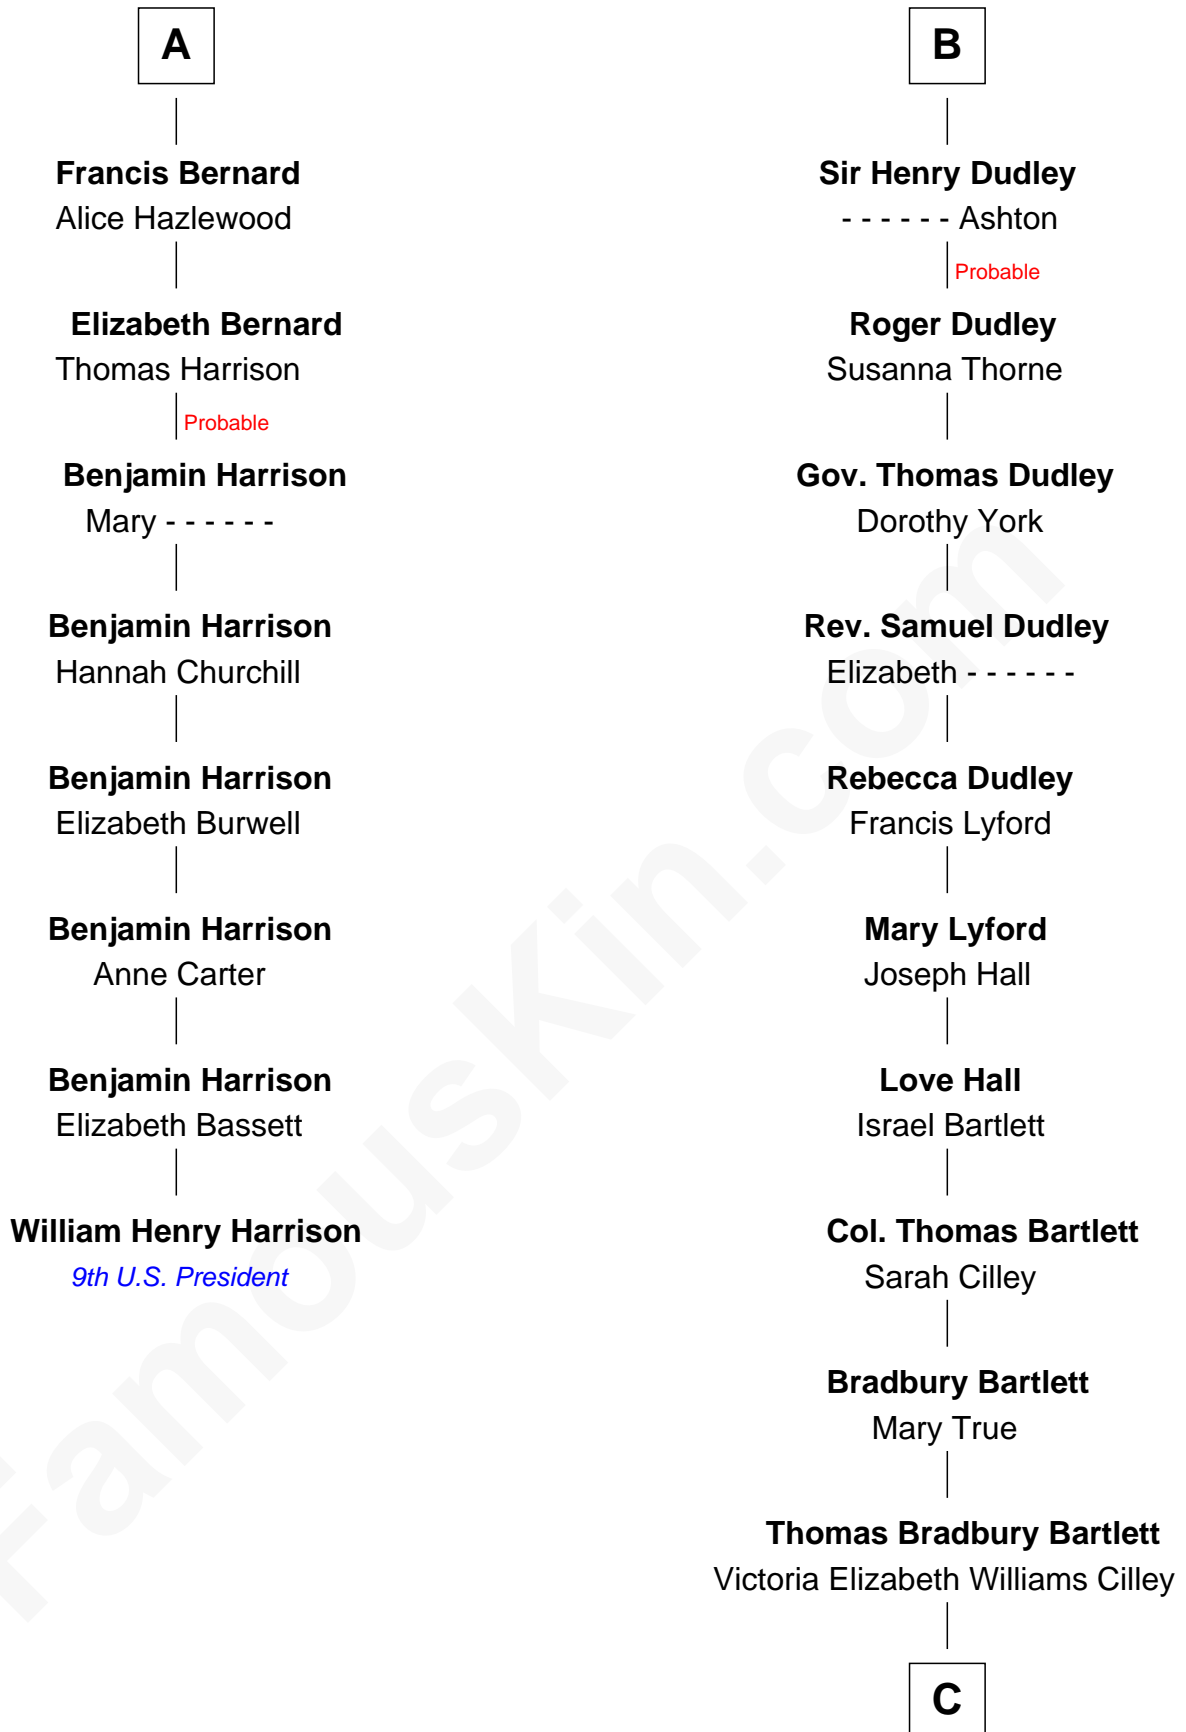 A
Francis Bernard
Alice Hazlewood
Elizabeth Bernard
Thomas Harrison
Probable
Benjamin Harrison
Mary - - - - - -
Benjamin Harrison
Hannah Churchill
Benjamin Harrison
Elizabeth Burwell
Benjamin Harrison
Anne Carter
Benjamin Harrison
Elizabeth Bassett
William Henry Harrison
9th U.S. President
B
Sir Henry Dudley
- - - - - - Ashton
Probable
Roger Dudley
Susanna Thorne
Gov. Thomas Dudley
Dorothy York
Rev. Samuel Dudley
Elizabeth - - - - - -
Rebecca Dudley
Francis Lyford
Mary Lyford
Joseph Hall
Love Hall
Israel Bartlett
Col. Thomas Bartlett
Sarah Cilley
Bradbury Bartlett
Mary True
Thomas Bradbury Bartlett
Victoria Elizabeth Williams Cilley
C
FamousKin.com